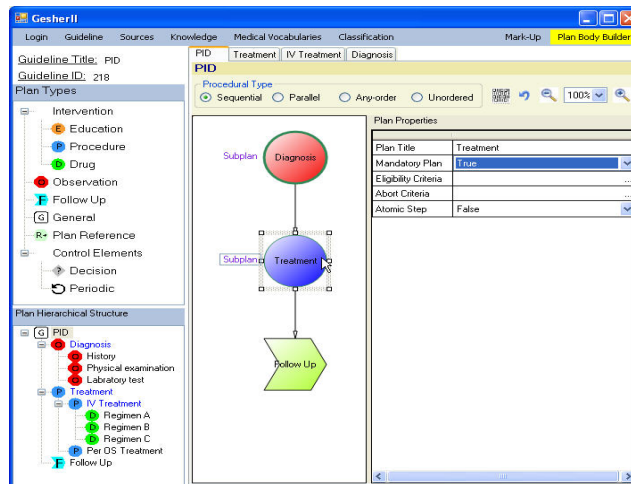 GesherII
Login Guideline Sources Knowledge Medical Vocabularies Classification Mark-Up Plan Body Builder
Guideline Title: PID
Guideline ID: 218
Plan Types
Intervention
E Education
P Procedure
D Drug
O Observation
F Follow Up
G General
R+ Plan Reference
Control Elements
? Decision
Periodic
Plan Hierarchical Structure
G PID
O Diagnosis
O History
O Physical examination
O Labratory test
P Treatment
P IV Treatment
D Regimen A
D Regimen B
D Regimen C
P Per OS Treatment
F Follow Up
PID Treatment IV Treatment Diagnosis
PID
Procedural Type
Sequential Parallel Any-order Unordered
100%
Subplan Diagnosis
Subplan Treatment
Follow Up
Plan Properties
Plan Title Treatment
Mandatory Plan True
Eligibility Criteria ...
Abort Criteria ...
Atomic Step False